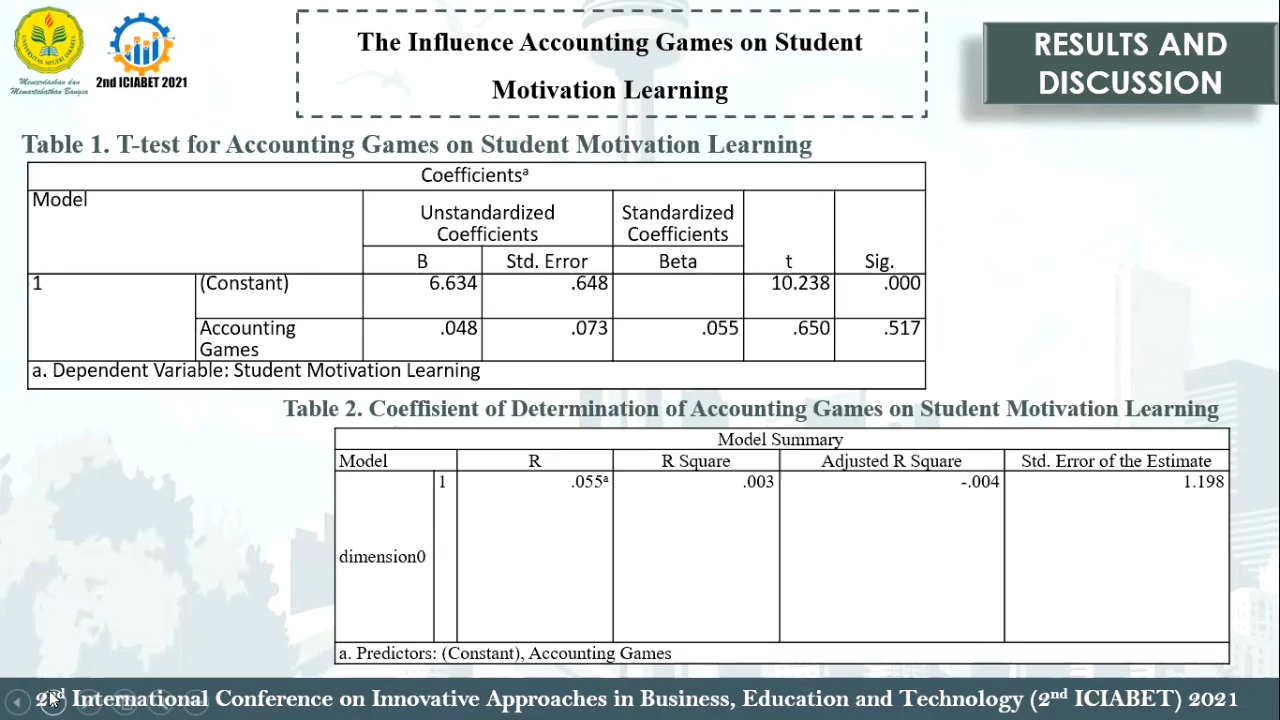 UNIVERSITAS NEGERI JAKARTA
Mencerdaskan dan
Memartabatkan Bangsa
2nd ICIABET 2021
The Influence Accounting Games on Student
Motivation Learning
RESULTS AND
DISCUSSION
Table 1. T-test for Accounting Games on Student Motivation Learning
Coefficientsᵃ
Model
Unstandardized
Coefficients
Standardized
Coefficients
B Std. Error Beta t Sig.
1 (Constant) 6.634 .648 10.238 .000
Accounting
Games .048 .073 .055 .650 .517
a. Dependent Variable: Student Motivation Learning
Table 2. Coeffisient of Determination of Accounting Games on Student Motivation Learning
Model Summary
Model R R Square Adjusted R Square Std. Error of the Estimate
1 .055ᵃ .003 -.004 1.198
dimension0
a. Predictors: (Constant), Accounting Games
2ⁿᵈ International Conference on Innovative Approaches in Business, Education and Technology (2ⁿᵈ ICIABET) 2021